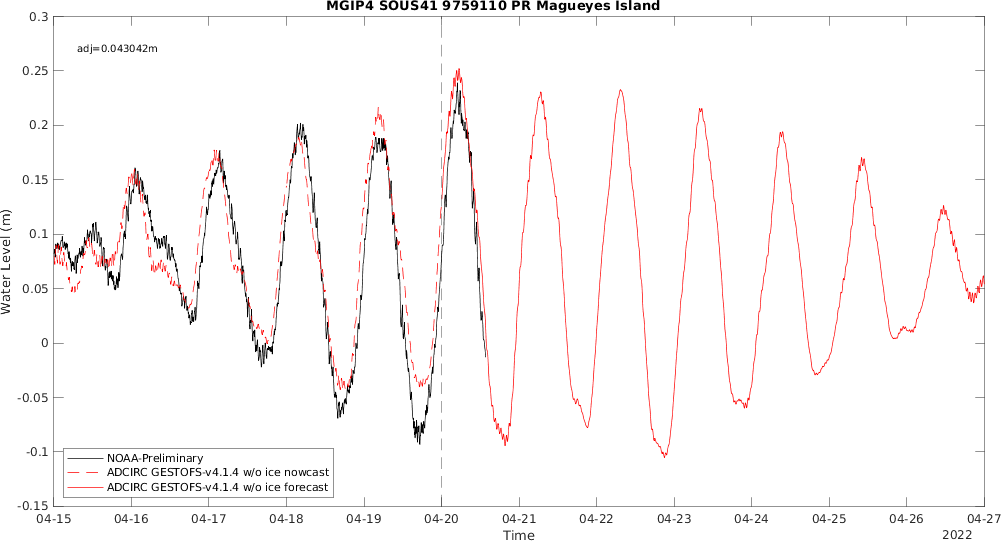 MGIP4 SOUS41 9759110 PR Magueyes Island
adj=0.043042m
0.3
0.25
0.2
0.15
0.1
0.05
0
-0.05
-0.1
-0.15
Water Level (m)
NOAA-Preliminary
ADCIRC GESTOFS-v4.1.4 w/o ice nowcast
ADCIRC GESTOFS-v4.1.4 w/o ice forecast
04-15 04-16 04-17 04-18 04-19 04-20 04-21 04-22 04-23 04-24 04-25 04-26 04-27
Time
2022